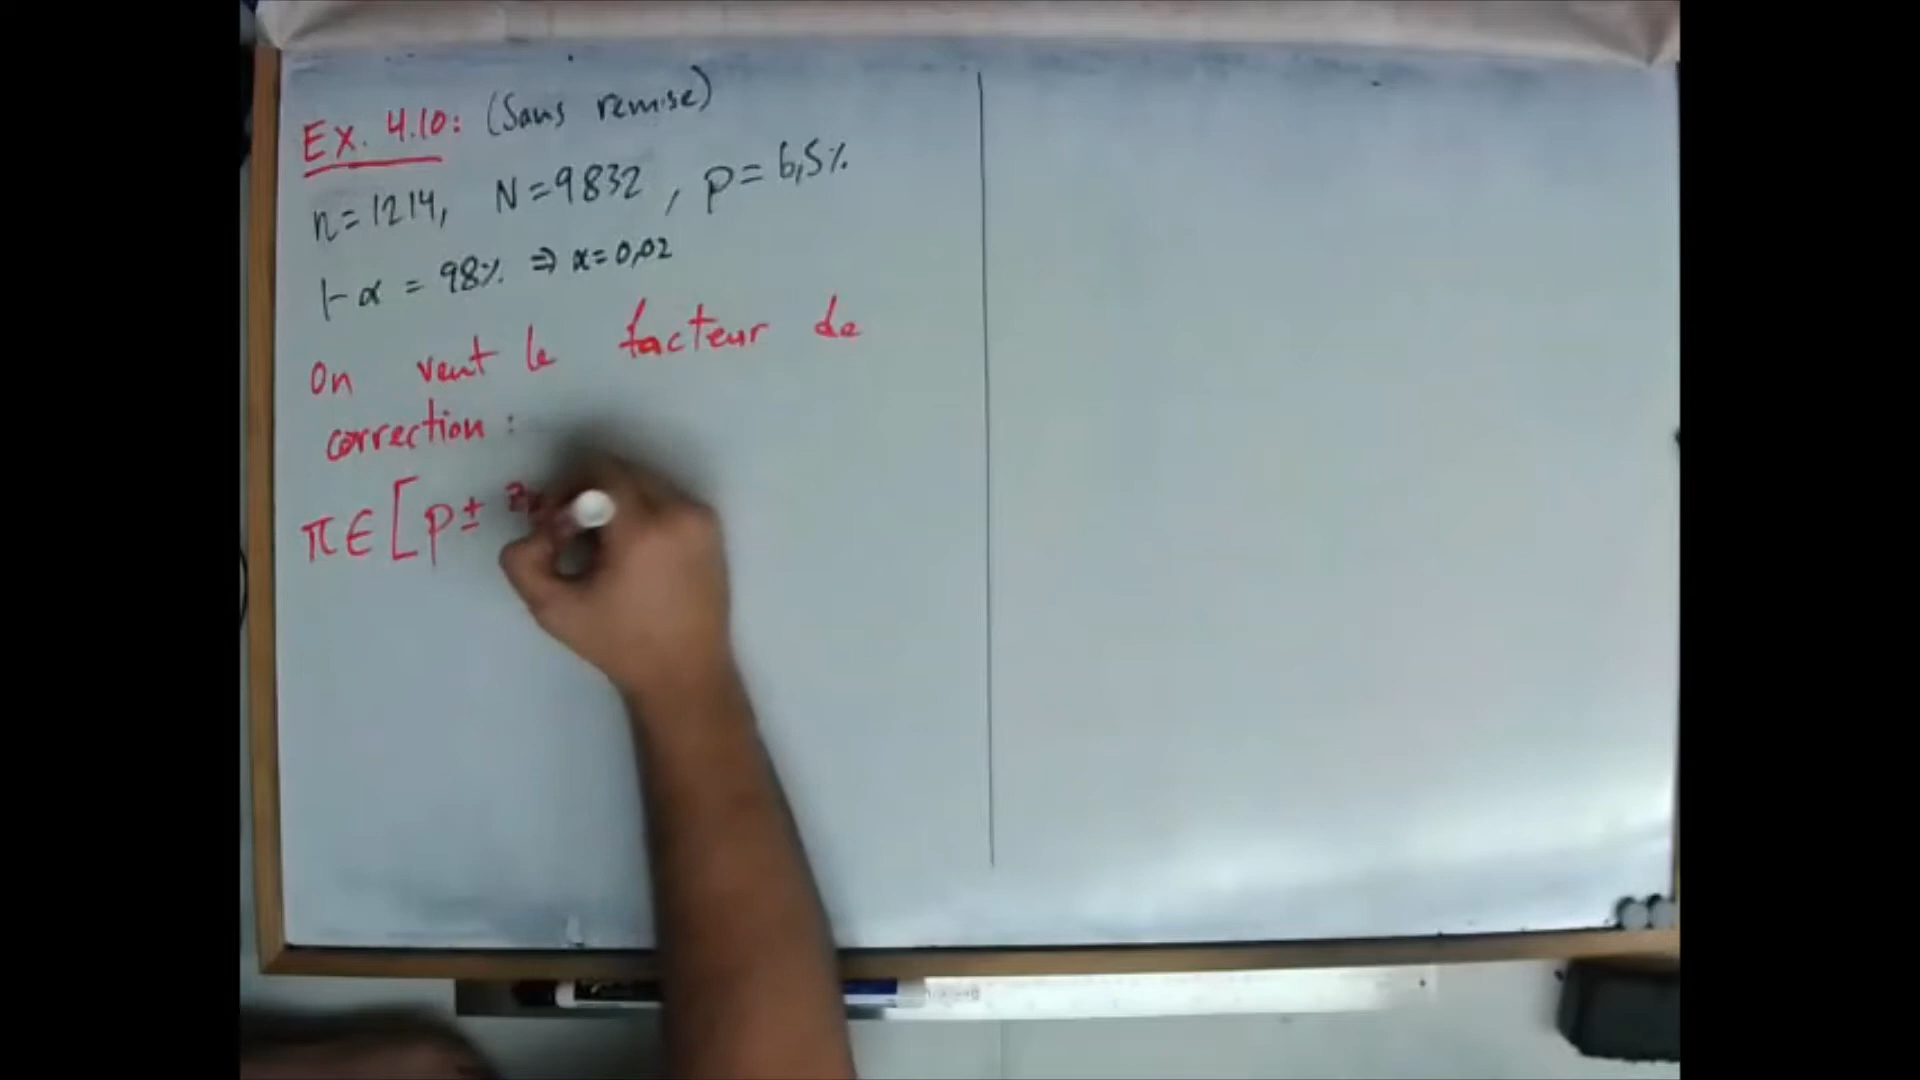 Ex. 4.10: (Sans remise)
n=1214, N=9832, p=6,5%
1-α = 98% ⇒ α=0,02
On veut le facteur de
correction:
π∈[p± z